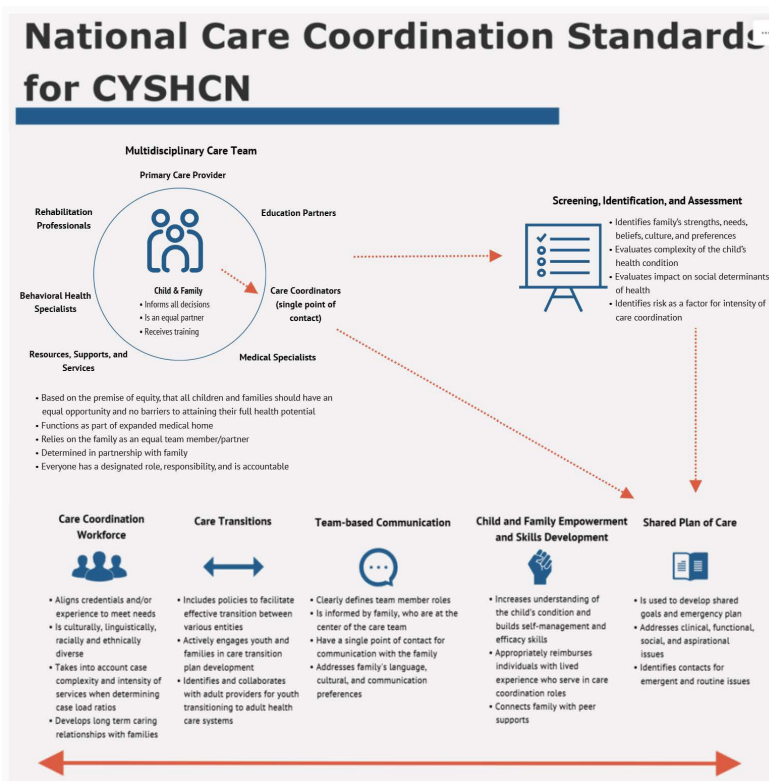 National Care Coordination Standards
for CYSHCN
Multidisciplinary Care Team
Primary Care Provider
Rehabilitation
Professionals
Education Partners
Child & Family
• Informs all decisions
• Is an equal partner
• Receives training
Behavioral Health
Specialists
Care Coordinators
(single point of
contact)
Resources, Supports, and
Services
Medical Specialists
• Based on the premise of equity, that all children and families should have an
equal opportunity and no barriers to attaining their full health potential
• Functions as part of expanded medical home
• Relies on the family as an equal team member/partner
• Determined in partnership with family
• Everyone has a designated role, responsibility, and is accountable
Screening, Identification, and Assessment
• Identifies family's strengths, needs,
beliefs, culture, and preferences
• Evaluates complexity of the child's
health condition
• Evaluates impact on social determinants
of health
• Identifies risk as a factor for intensity of
care coordination
Care Coordination
Workforce
• Aligns credentials and/or
experience to meet needs
• Is culturally, linguistically,
racially and ethnically
diverse
• Takes into account case
complexity and intensity of
services when determining
case load ratios
• Develops long term caring
relationships with families
Care Transitions
• Includes policies to facilitate
effective transition between
various entities
• Actively engages youth and
families in care transition
plan development
• Identifies and collaborates
with adult providers for youth
transitioning to adult health
care systems
Team-based Communication
• Clearly defines team member roles
• Is informed by family, who are at the
center of the care team
• Have a single point of contact for
communication with the family
• Addresses family's language,
cultural, and communication
preferences
Child and Family Empowerment
and Skills Development
• Increases understanding of
the child's condition and
builds self-management and
efficacy skills
• Appropriately reimburses
individuals with lived
experience who serve in care
coordination roles
• Connects family with peer
supports
Shared Plan of Care
• Is used to develop shared
goals and emergency plan
• Addresses clinical, functional,
social, and aspirational
issues
• Identifies contacts for
emergent and routine issues